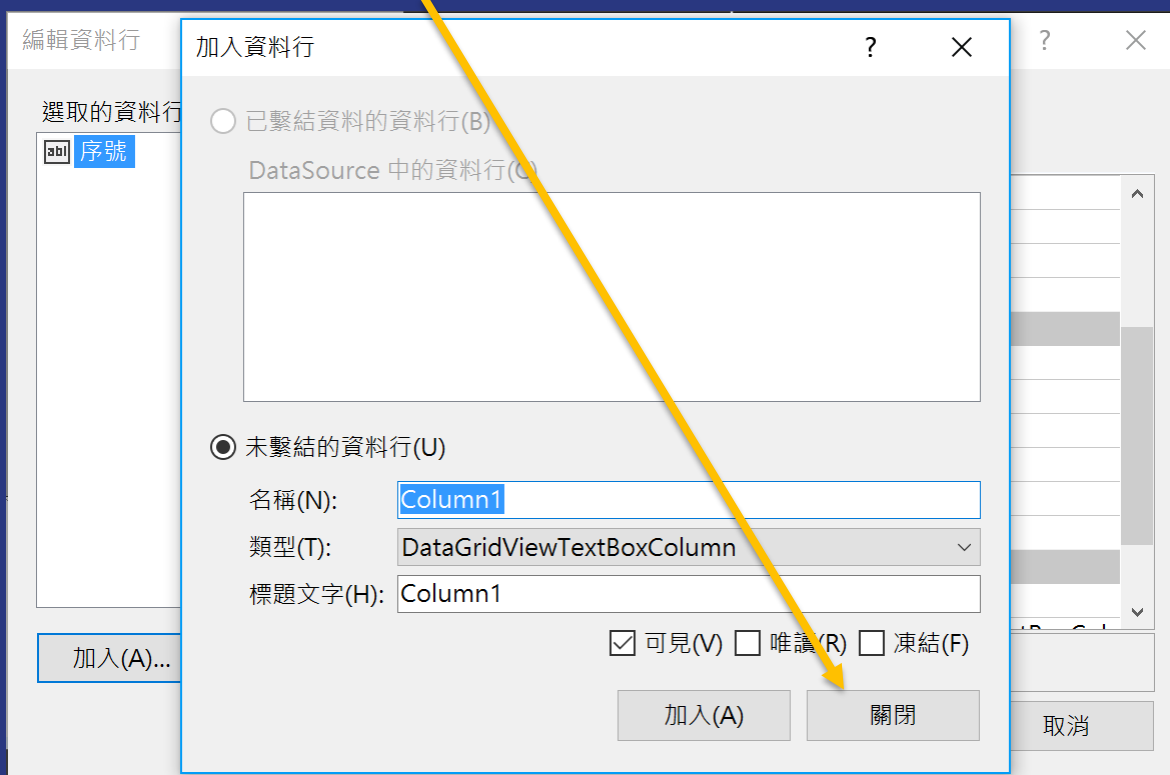 編輯資料行
?
加入資料行
?
選取的資料行
序號
abl
已繫結資料的資料行(B)
DataSource 中的資料行(C)
未繫結的資料行(U)
名稱(N):
Column1
類型(T):
DataGridViewTextBoxColumn
標題文字(H):
Column1
可見(V)
唯讀(R)
凍結(F)
加入(A)...
加入(A)
關閉
取消